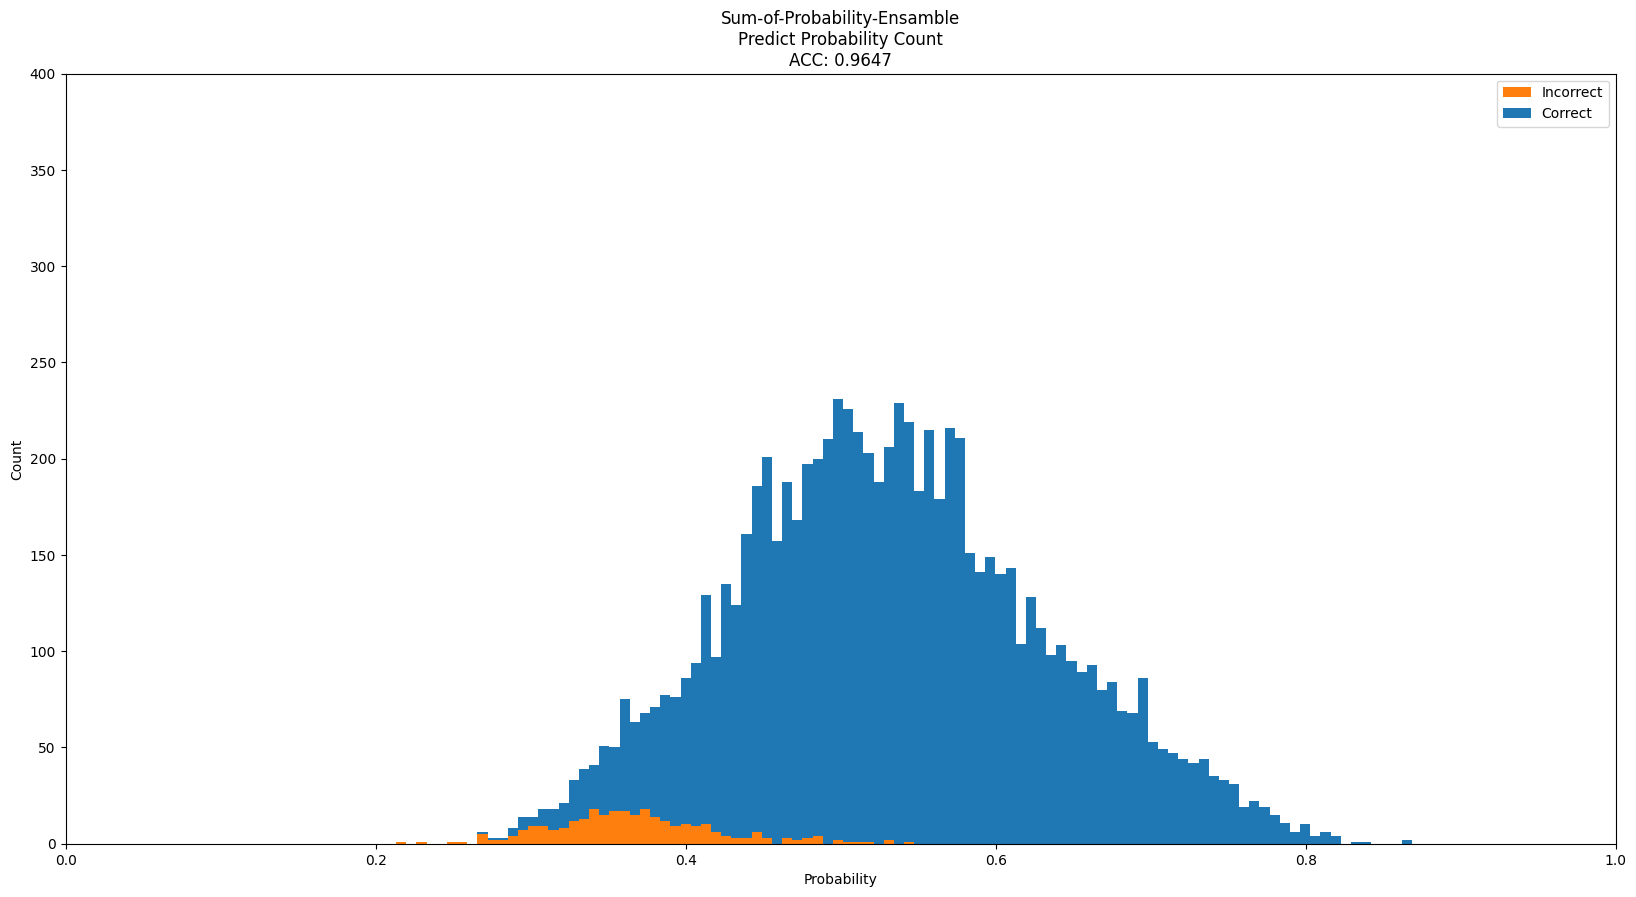 Sum-of-Probability-Ensamble
Predict Probability Count
ACC: 0.9647
400
350
300
250
200
150
100
50
0
Count
Incorrect
Correct
0.0
0.2
0.4
0.6
0.8
1.0
Probability